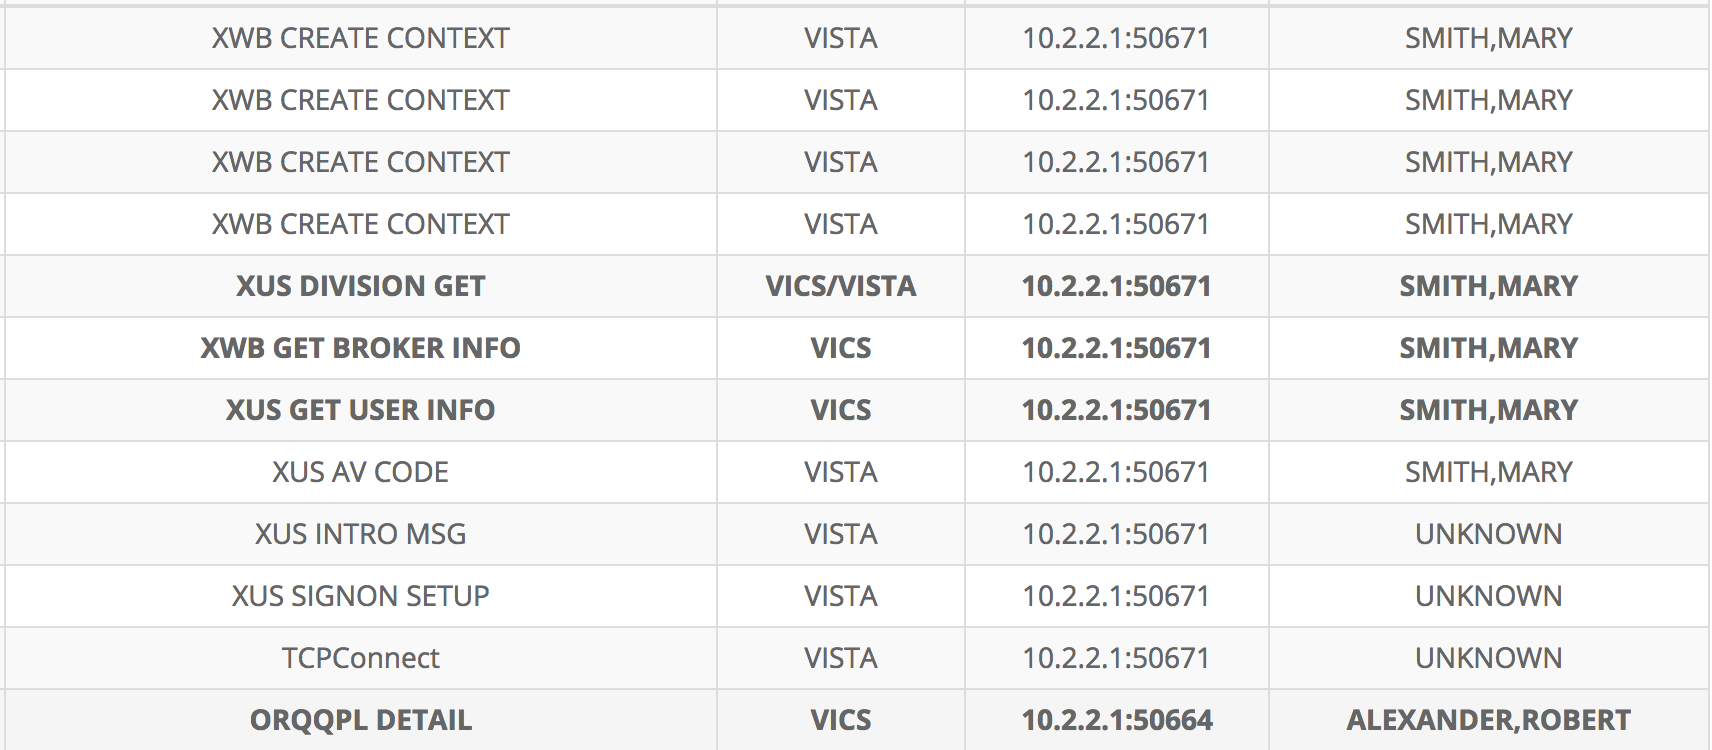 XWB CREATE CONTEXT VISTA 10.2.2.1:50671 SMITH,MARY
XWB CREATE CONTEXT VISTA 10.2.2.1:50671 SMITH,MARY
XWB CREATE CONTEXT VISTA 10.2.2.1:50671 SMITH,MARY
XWB CREATE CONTEXT VISTA 10.2.2.1:50671 SMITH,MARY
XUS DIVISION GET VICS/VISTA 10.2.2.1:50671 SMITH,MARY
XWB GET BROKER INFO VICS 10.2.2.1:50671 SMITH,MARY
XUS GET USER INFO VICS 10.2.2.1:50671 SMITH,MARY
XUS AV CODE VISTA 10.2.2.1:50671 SMITH,MARY
XUS INTRO MSG VISTA 10.2.2.1:50671 UNKNOWN
XUS SIGNON SETUP VISTA 10.2.2.1:50671 UNKNOWN
TCPConnect VISTA 10.2.2.1:50671 UNKNOWN
ORQQPL DETAIL VICS 10.2.2.1:50664 ALEXANDER,ROBERT